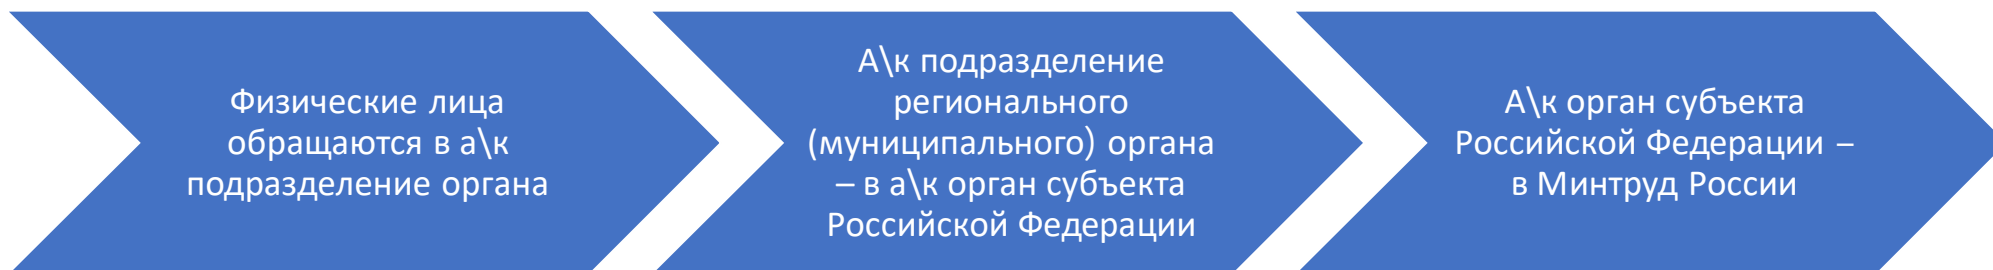 Физические лица
обращаются в а\к
подразделение органа
А\к подразделение
регионального
(муниципального) органа
– в а\к орган субъекта
Российской Федерации
А\к орган субъекта
Российской Федерации –
в Минтруд России